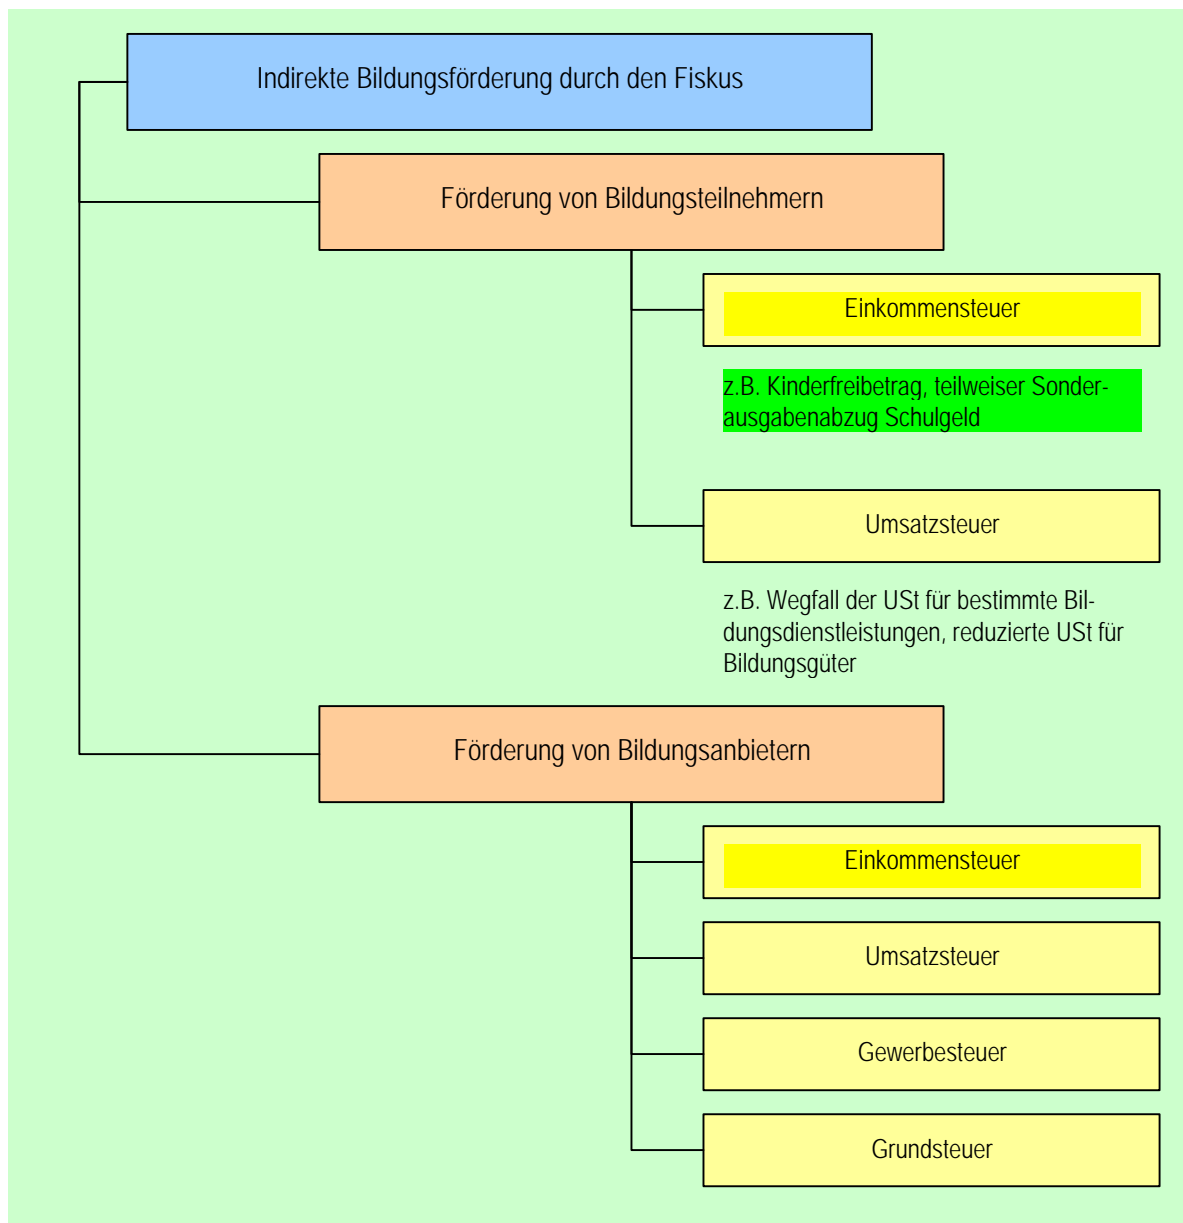 Indirekte Bildungsförderung durch den Fiskus
Förderung von Bildungsteilnehmern
Einkommensteuer
z.B. Kinderfreibetrag, teilweiser Sonder-
ausgabenabzug Schulgeld
Umsatzsteuer
z.B. Wegfall der USt für bestimmte Bil-
dungsdienstleistungen, reduzierte USt für
Bildungsgüter
Förderung von Bildungsanbietern
Einkommensteuer
Umsatzsteuer
Gewerbesteuer
Grundsteuer